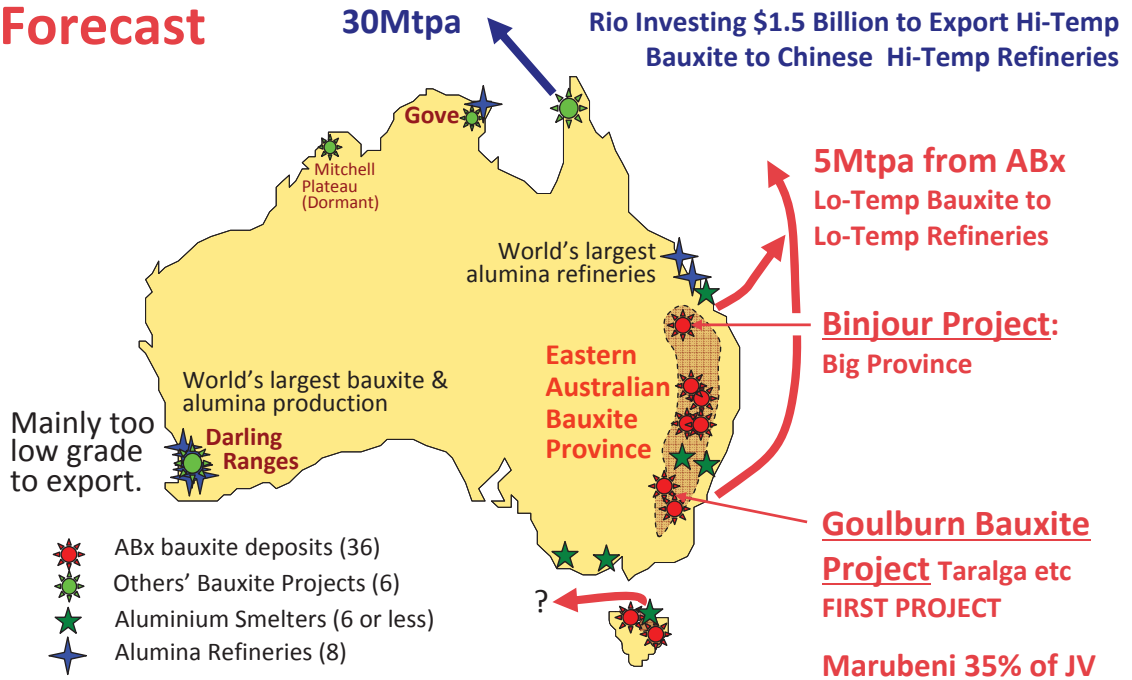 Forecast
30Mtpa
Rio Investing $1.5 Billion to Export Hi-Temp
Bauxite to Chinese Hi-Temp Refineries
Gove
Mitchell
Plateau
(Dormant)
5Mtpa from ABx
Lo-Temp Bauxite to
Lo-Temp Refineries
World's largest
alumina refineries
Binjour Project:
Big Province
Eastern
Australian
Bauxite
Province
World's largest bauxite &
alumina production
Mainly too
low grade
to export.
Darling
Ranges
Goulburn Bauxite
Project Taralga etc
FIRST PROJECT
Marubeni 35% of JV
?
ABx bauxite deposits (36)
Others' Bauxite Projects (6)
Aluminium Smelters (6 or less)
Alumina Refineries (8)